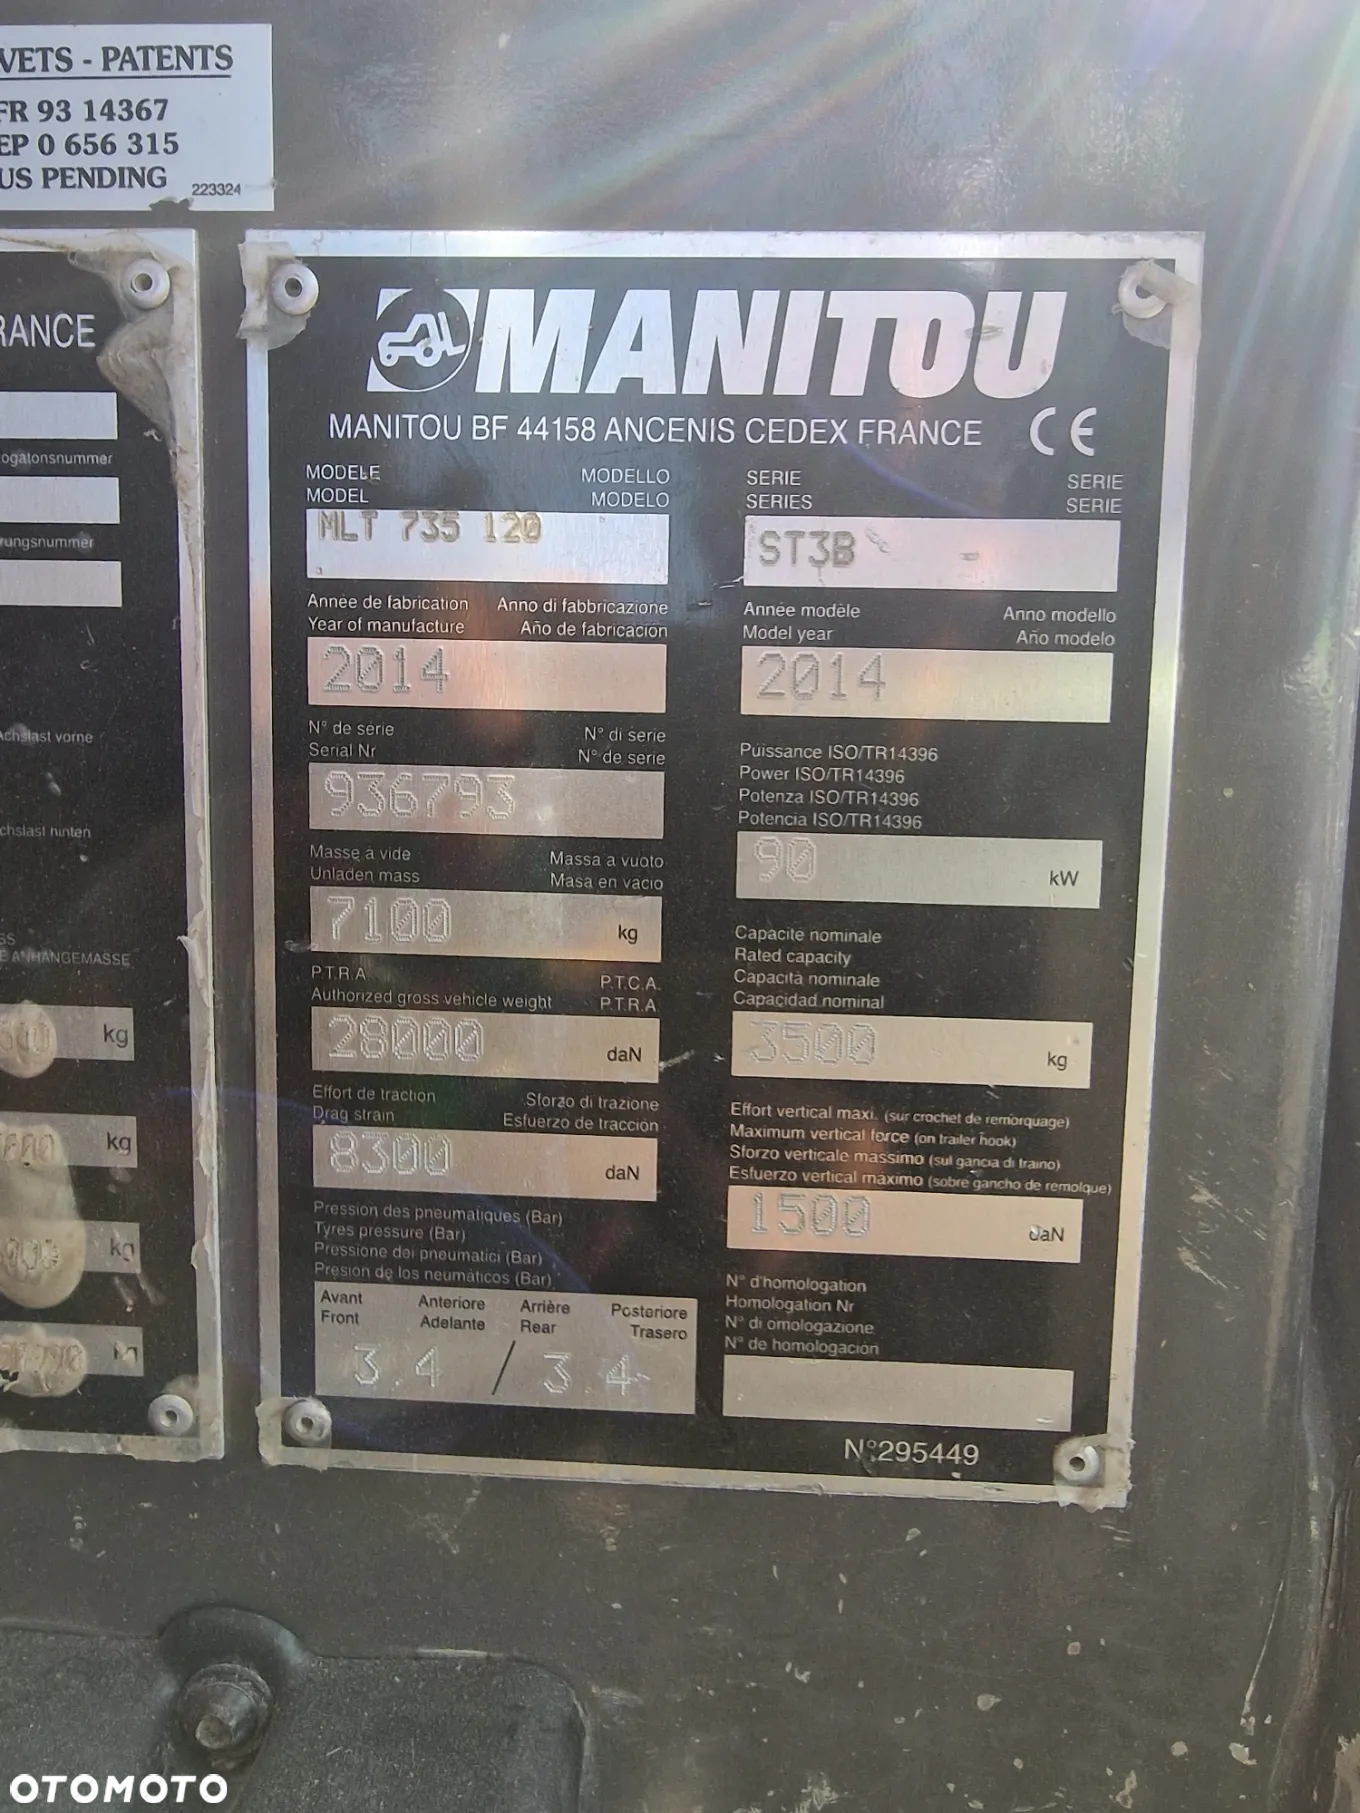 VETS - PATENTS
FR 93 14367
EP 0 656 315
US PENDING
223324
RANCE
ogatonsnummer
rungsnummer
Achslast vorne
chslast hinten
SS
E ANHÄNGEMASSE
kg
kg
kg
kg
MANITOU
MANITOU BF 44158 ANCENIS CEDEX FRANCE CE
MODELE MODELLO
MODEL MODELO
MLT 735 120
SERIE SERIE
SERIES SERIE
ST3B
Année de fabrication Anno di fabbricazione
Year of manufacture Año de fabricación
2014
Année modèle Anno modello
Model year Año modelo
2014
N° de série N° di serie
Serial Nr N° de serie
936793
Puissance ISO/TR14396
Power ISO/TR14396
Potenza ISO/TR14396
Potencia ISO/TR14396
90 kW
Masse à vide Massa a vuoto
Unladen mass Masa en vacio
7100 kg
Capacité nominale
Rated capacity
Capacità nominale
Capacidad nominal
3500 kg
P.T.R.A. P.T.C.A.
Authorized gross vehicle weight P.T.R.A.
28000 daN
Effort de traction Sforzo di trazione
Drag strain Esfuerzo de tracción
8300 daN
Effort vertical maxi. (sur crochet de remorquage)
Maximum vertical force (on trailer hook)
Sforzo verticale massimo (sul gancia di traino)
Esfuerzo vertical máximo (sobre gancho de remolque)
1500 daN
Pression des pneumatiques (Bar)
Tyres pressure (Bar)
Pressione dei pneumatici (Bar)
Presion de los neumáticos (Bar)
Avant Anteriore Arrière Posteriore
Front Adelante Rear Trasero
3.4 / 3.4
N° d'homologation
Homologation Nr
N° di omologazione
N° de homologación
N°295449
OTOMOTO